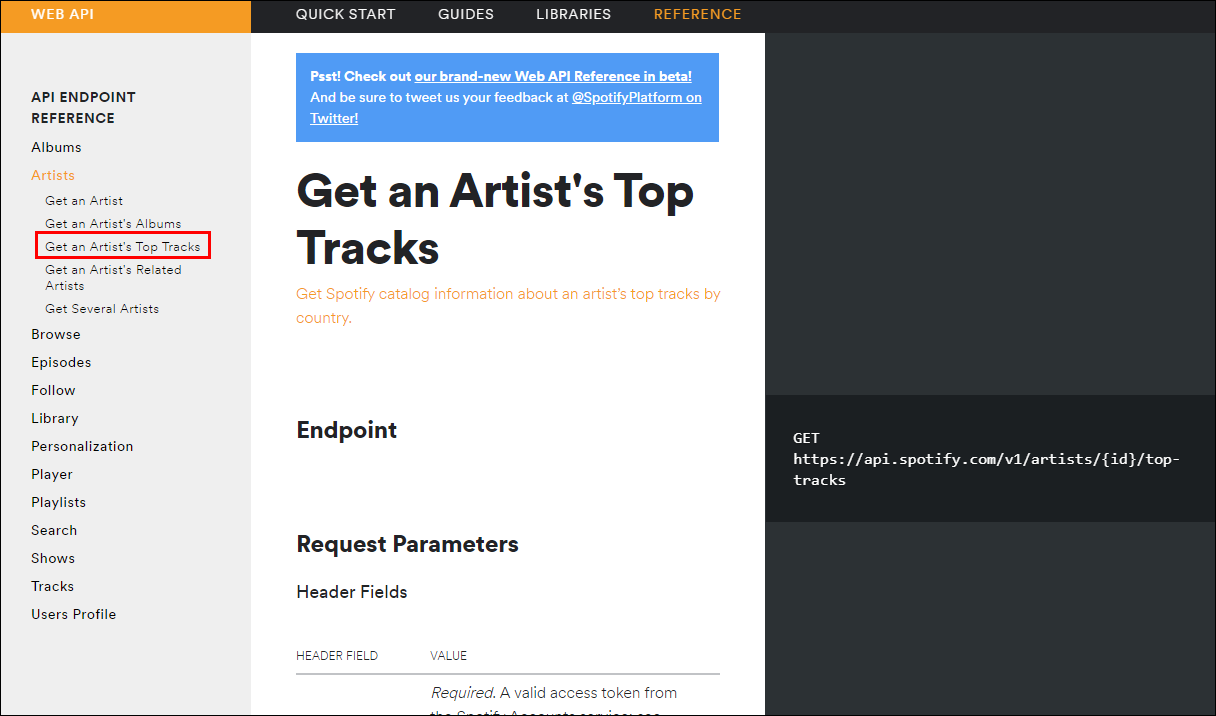 WEB API
QUICK START
GUIDES
LIBRARIES
REFERENCE
API ENDPOINT
REFERENCE
Albums
Artists
Get an Artist
Get an Artist's Albums
Get an Artist's Top Tracks
Get an Artist's Related
Artists
Get Several Artists
Browse
Episodes
Follow
Library
Personalization
Player
Playlists
Search
Shows
Tracks
Users Profile
Psst! Check out our brand-new Web API Reference in beta!
And be sure to tweet us your feedback at @SpotifyPlatform on
Twitter!
Get an Artist's Top
Tracks
Get Spotify catalog information about an artist’s top tracks by
country.
Endpoint
GET
https://api.spotify.com/v1/artists/{id}/top-
tracks
Request Parameters
Header Fields
HEADER FIELD
VALUE
Required. A valid access token from
the Spotify Accounts service: see